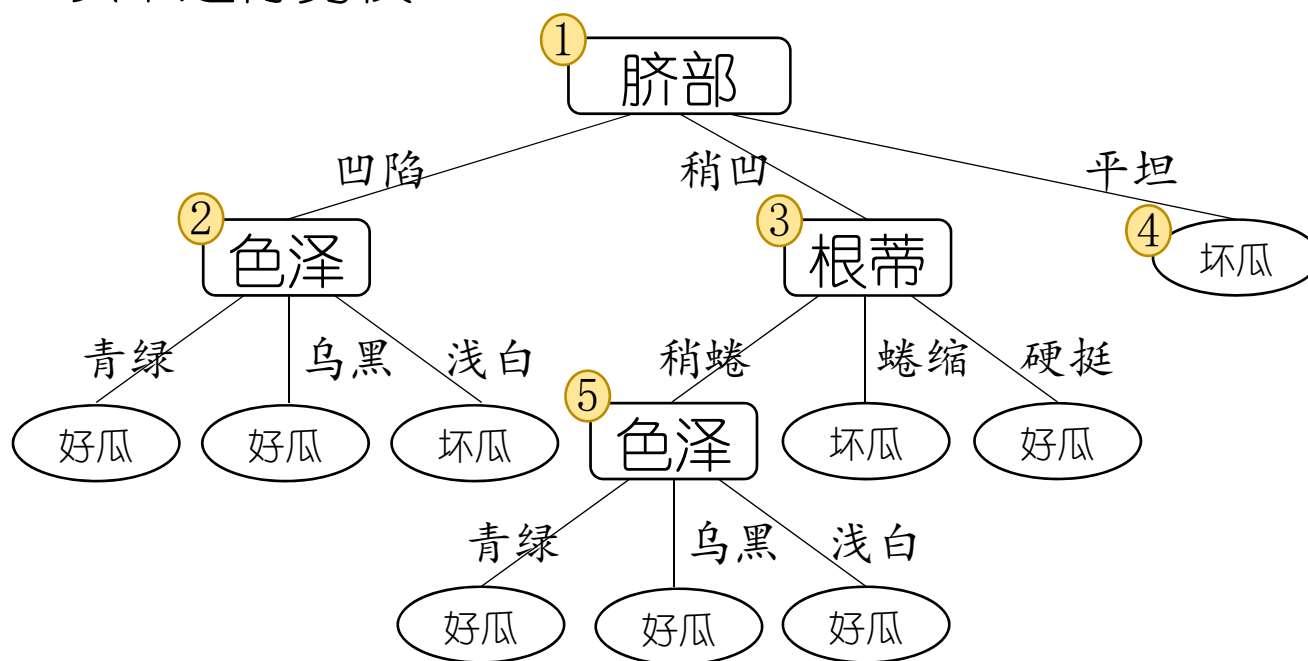 1
脐部
凹陷 稍凹 平坦
2 3 4
色泽 根蒂 坏瓜
青绿 乌黑 浅白 稍蜷 蜷缩 硬挺
5
好瓜 好瓜 坏瓜 色泽 坏瓜 好瓜
青绿 乌黑 浅白
好瓜 好瓜 好瓜